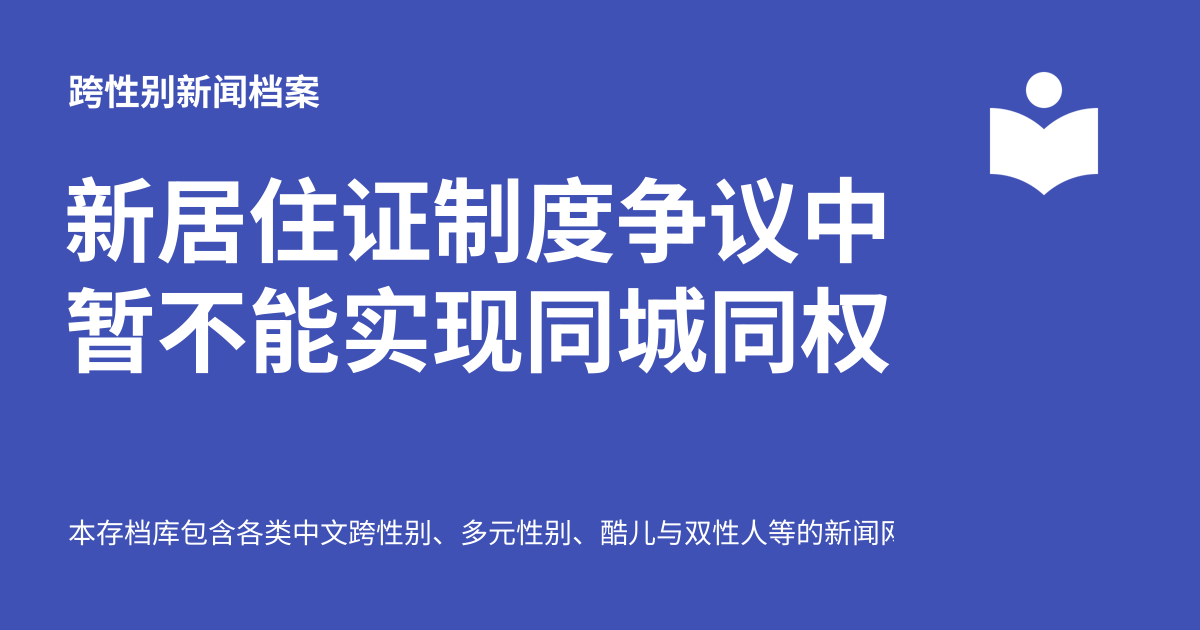 跨性别新闻档案
新居住证制度争议中
暂不能实现同城同权
本存档库包含各类中文跨性别、多元性别、酷儿与双性人等的新闻